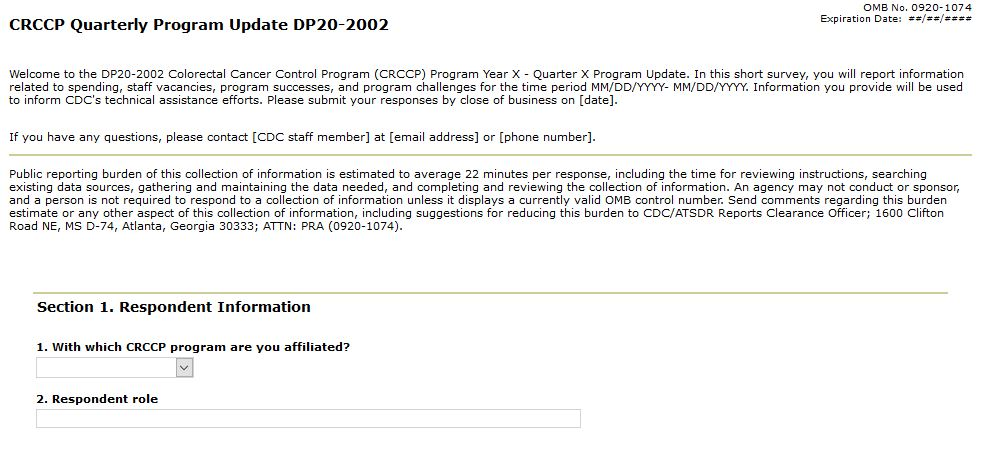 OMB No. 0920-1074
CRCCP Quarterly Program Update DP20-2002
Expiration Date: ##/##/####
Welcome to the DP20-2002 Colorectal Cancer Control Program (CRCCP) Program Year X - Quarter X Program Update. In this short survey, you will report information
related to spending, staff vacancies, program successes, and program challenges for the time period MM/DD/YYYY- MM/DD/YYYY. Information you provide will be used
to inform CDC's technical assistance efforts. Please submit your responses by close of business on [date].
If you have any questions, please contact [CDC staff member] at [email address] or [phone number].
Public reporting burden of this collection of information is estimated to average 22 minutes per response, including the time for reviewing instructions, searching
existing data sources, gathering and maintaining the data needed, and completing and reviewing the collection of information. An agency may not conduct or sponsor,
and a person is not required to respond to a collection of information unless it displays a currently valid OMB control number. Send comments regarding this burden
estimate or any other aspect of this collection of information, including suggestions for reducing this burden to CDC/ATSDR Reports Clearance Officer; 1600 Clifton
Road NE, MS D-74, Atlanta, Georgia 30333; ATTN: PRA (0920-1074).
Section 1. Respondent Information
1. With which CRCCP program are you affiliated?
2. Respondent role